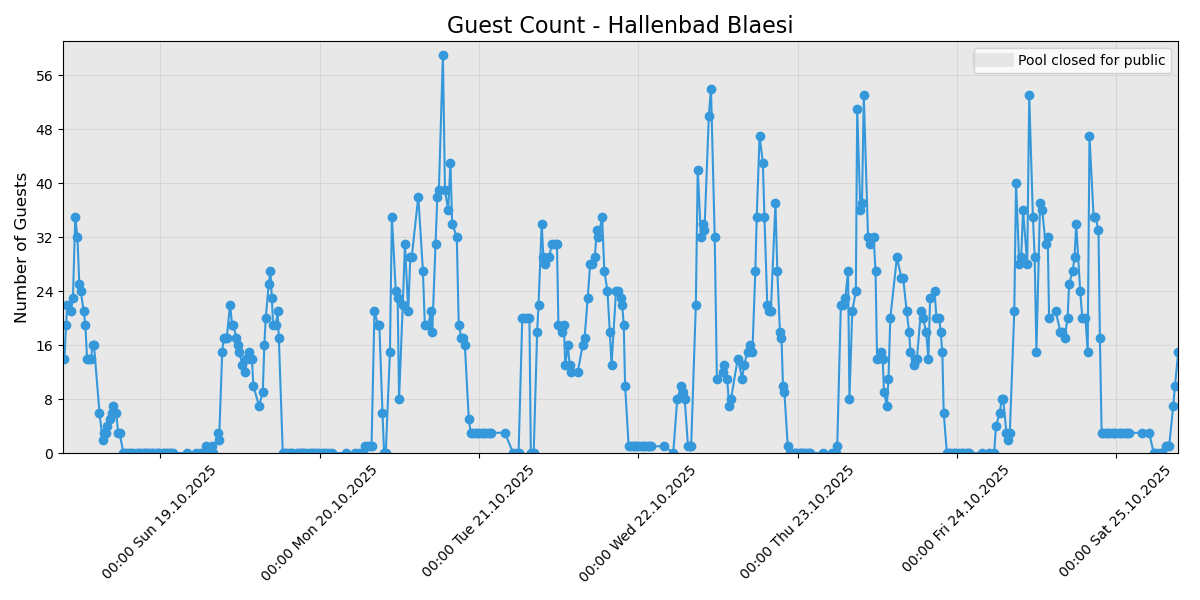 Guest Count - Hallenbad Blaesi
Pool closed for public
Number of Guests
56
48
40
32
24
16
8
0
00:00 Sun 19.10.2025
00:00 Mon 20.10.2025
00:00 Tue 21.10.2025
00:00 Wed 22.10.2025
00:00 Thu 23.10.2025
00:00 Fri 24.10.2025
00:00 Sat 25.10.2025